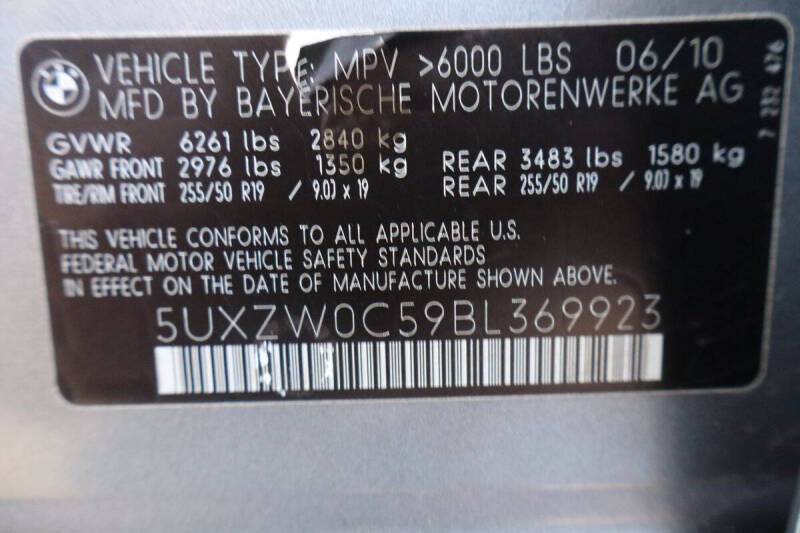 VEHICLE TYPE: MPV >6000 LBS 06/10
MFD BY BAYERISCHE MOTORENWERKE AG
7 232 476
GVWR 6261 lbs 2840 kg
GAWR FRONT 2976 lbs 1350 kg REAR 3483 lbs 1580 kg
TIRE/RIM FRONT 255/50 R19 / 9.0J x 19 REAR 255/50 R19 / 9.0J x 19
THIS VEHICLE CONFORMS TO ALL APPLICABLE U.S.
FEDERAL MOTOR VEHICLE SAFETY STANDARDS
IN EFFECT ON THE DATE OF MANUFACTURE SHOWN ABOVE.
5UXZW0C59BL369923